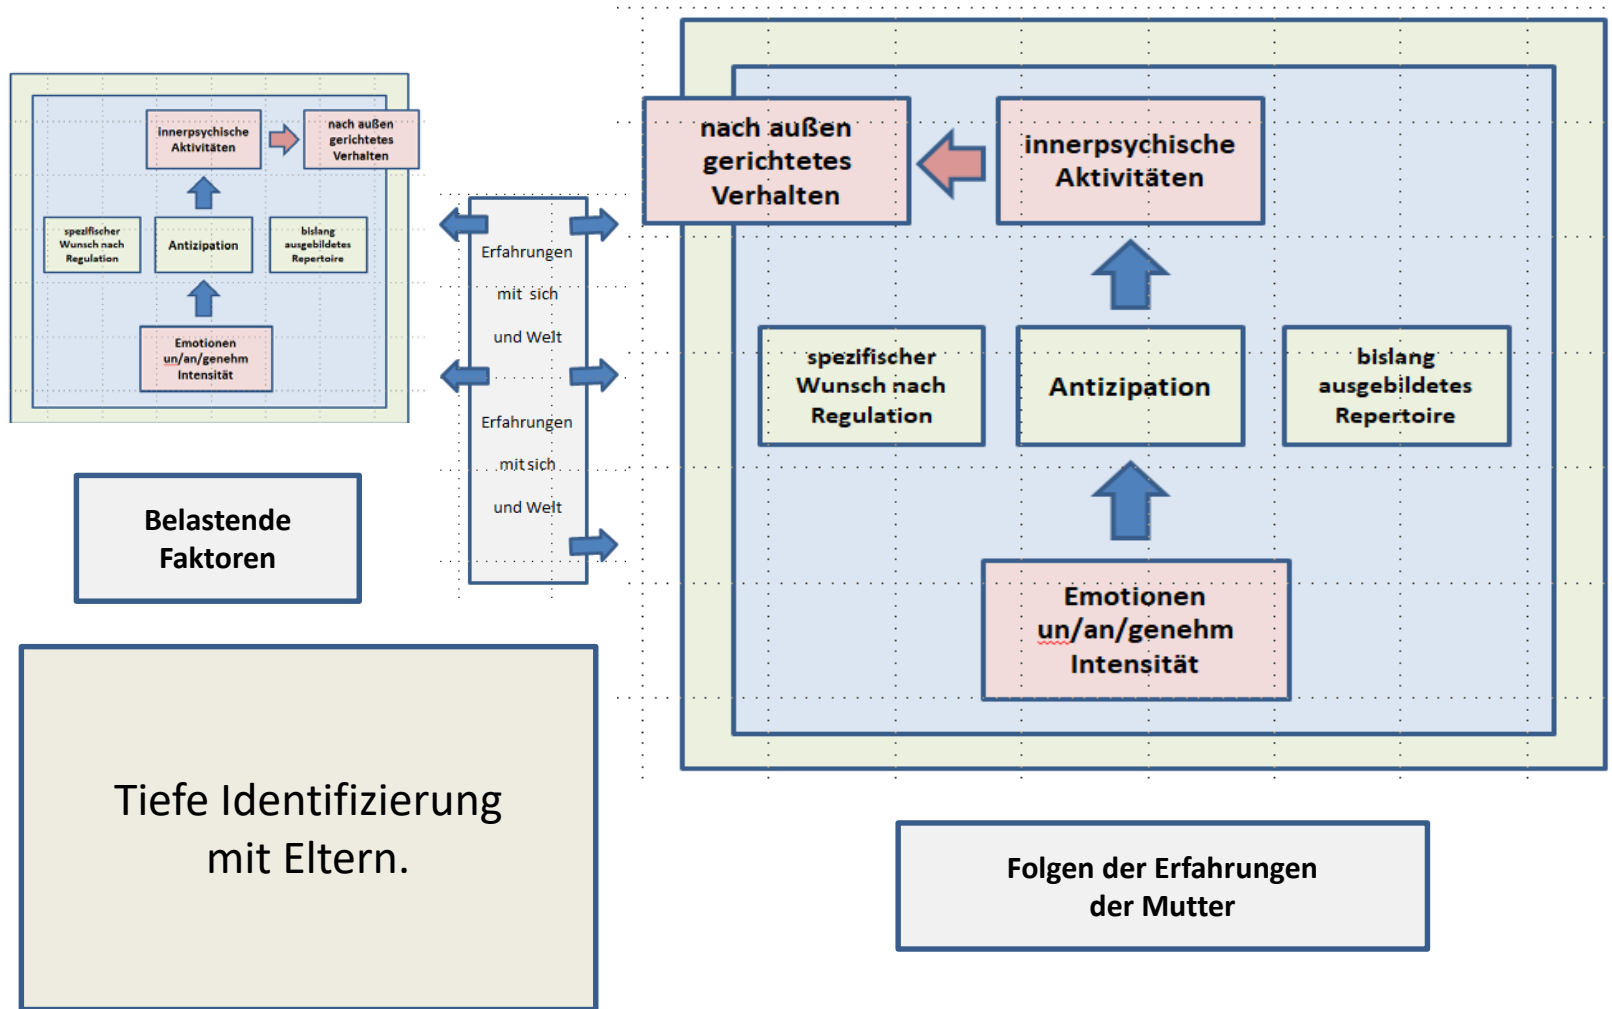 innerpsychische
Aktivitäten
nach außen
gerichtetes
Verhalten
spezifischer
Wunsch nach
Regulation
Antizipation
bislang
ausgebildetes
Repertoire
Emotionen
un/an/genehm
Intensität
Belastende
Faktoren
Tiefe Identifizierung
mit Eltern.
Erfahrungen
mit sich
und Welt
Erfahrungen
mit sich
und Welt
nach außen
gerichtetes
Verhalten
innerpsychische
Aktivitäten
spezifischer
Wunsch nach
Regulation
Antizipation
bislang
ausgebildetes
Repertoire
Emotionen
un/an/genehm
Intensität
Folgen der Erfahrungen
der Mutter